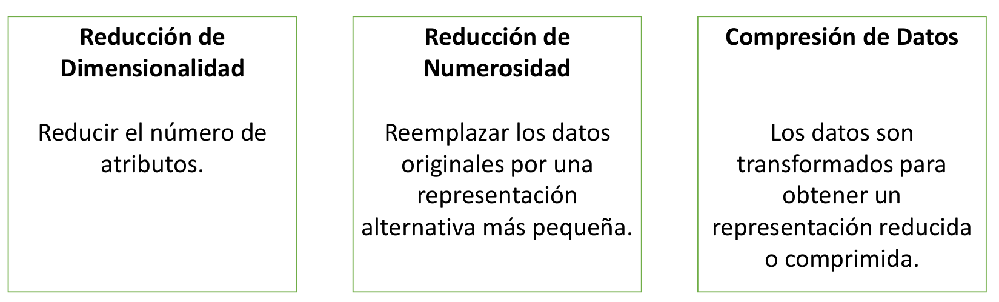 Reducción de
Dimensionalidad
Reducir el número de
atributos.
Reducción de
Numerosidad
Reemplazar los datos
originales por una
representación
alternativa más pequeña.
Compresión de Datos
Los datos son
transformados para
obtener un
representación reducida
o comprimida.